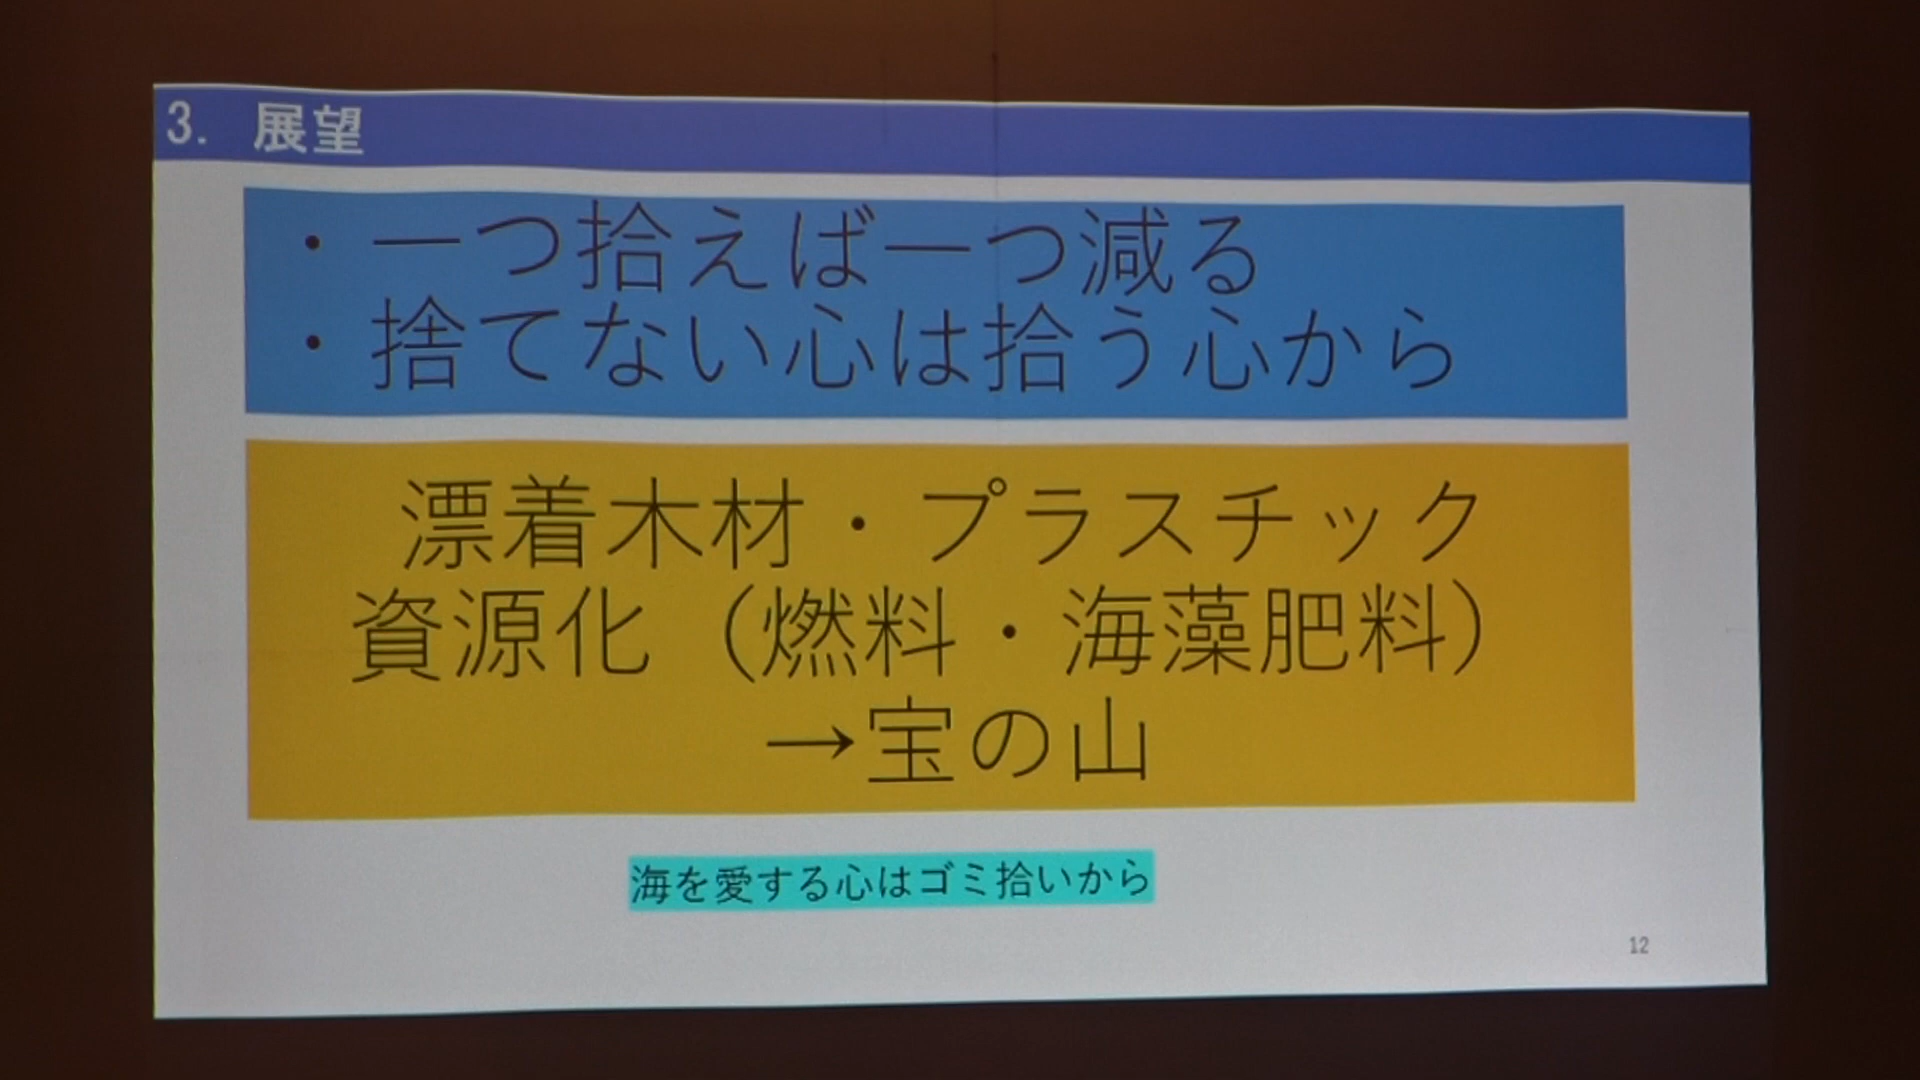 3. 展望
・一つ拾えば一つ減る
・捨てない心は拾う心から
漂着木材・プラスチック
資源化（燃料・海藻肥料）
→宝の山
海を愛する心はゴミ拾いから
12